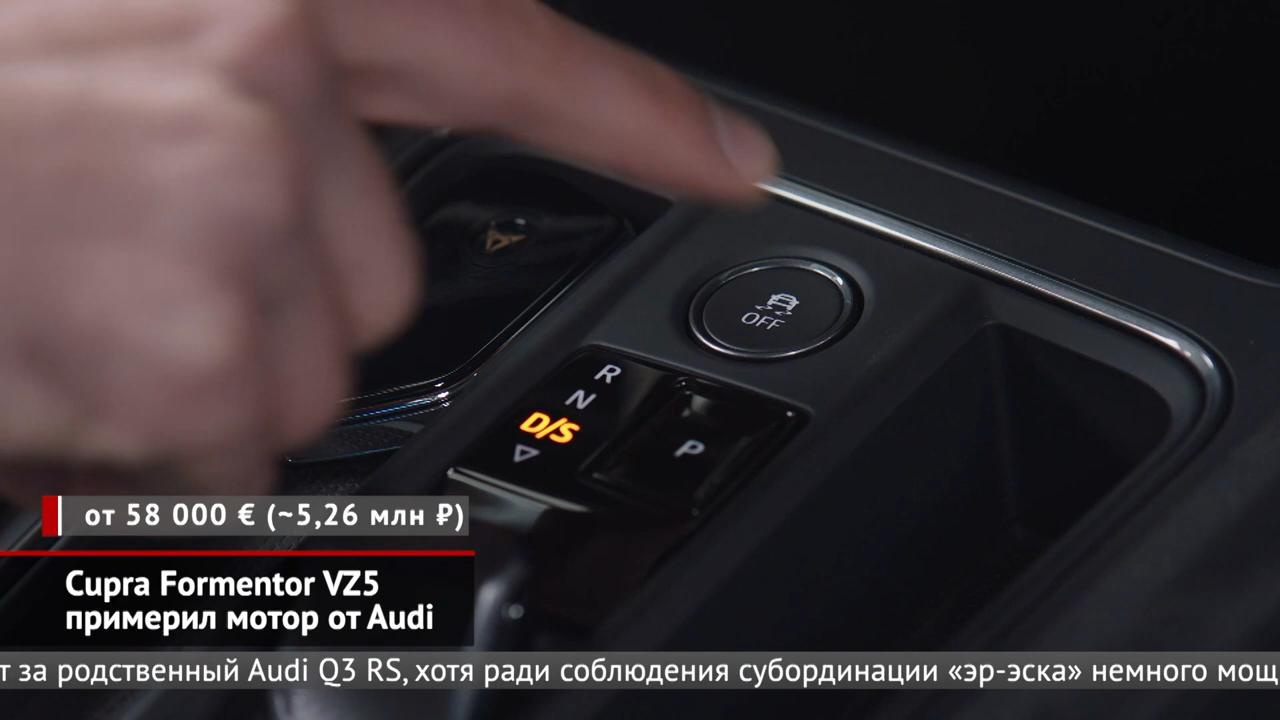 OFF
R
N
D/S
P
от 58 000 € (~5,26 млн ₽)
Cupra Formentor VZ5
примерил мотор от Audi
т за родственный Audi Q3 RS, хотя ради соблюдения субординации «эр-эска» немного мощ